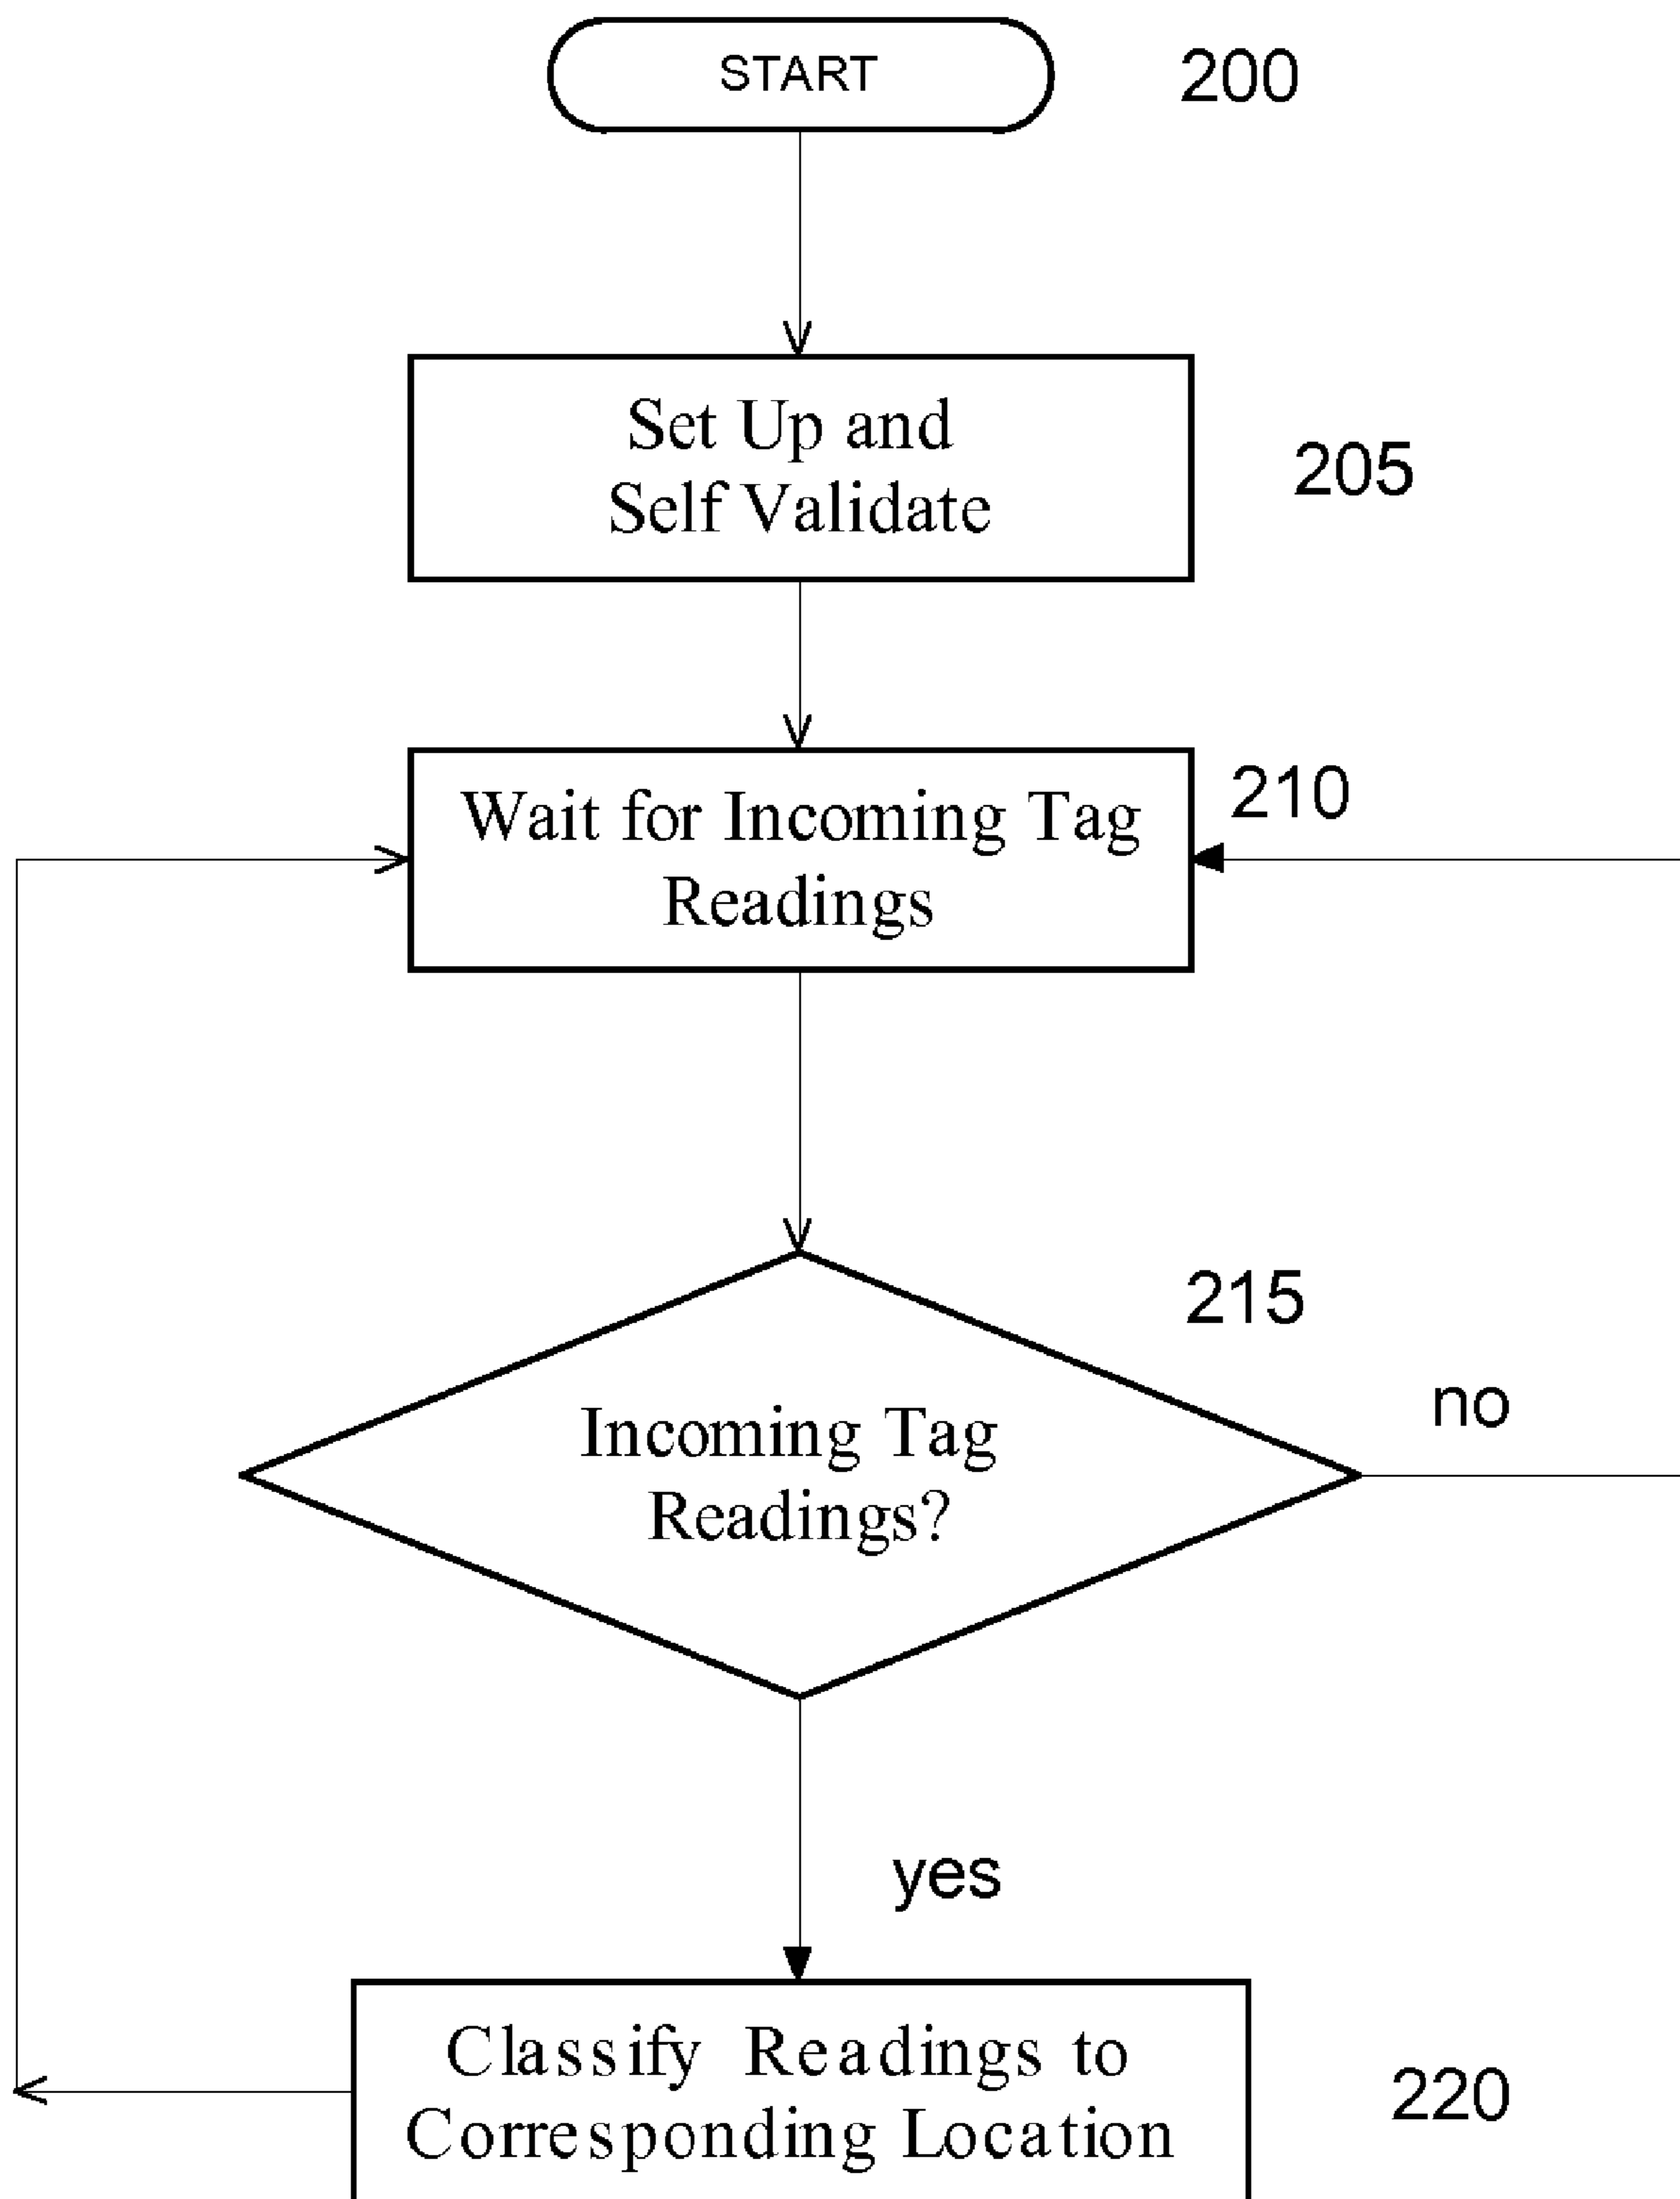 START
200
Set Up and
Self Validate
205
210
Wait for Incoming Tag
Readings
215
no
Incoming Tag
Readings?
yes
Classify Readings to
Corresponding Location
220